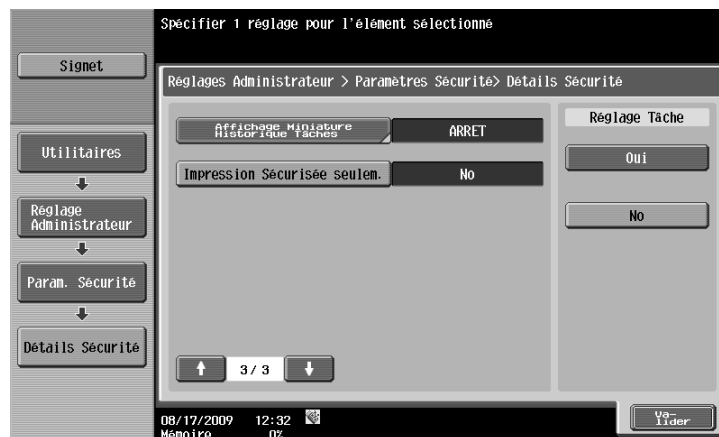 Spécifier 1 réglage pour l'élément sélectionné
Signet
Réglages Administrateur > Paramètres Sécurité> Détails Sécurité
Affichage Miniature
Historique Tâches
ARRET
Impression Sécurisée seulem.
No
Réglage Tâche
Oui
No
Utilitaires
Réglage
Administrateur
Param. Sécurité
Détails Sécurité
3/ 3
08/17/2009 12:32
Mémoire 0%
Va-
lider